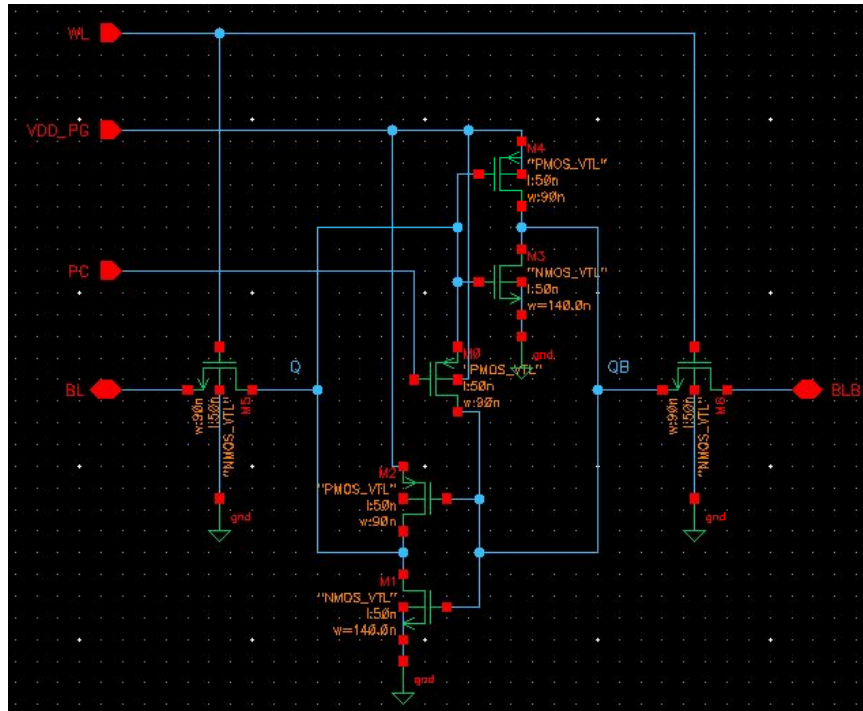 WL
VDD_PG
M4
"PMOS_VTL"
l:50n
w:90n
PC
M3
"NMOS_VTL"
l:50n
w=140.0n
gnd
M0
"PMOS_VTL"
l:50n
w:90n
Q
QB
BL
w:90n
l:50n
"NMOS_VTL"
M5
gnd
w:90n
l:50n
"NMOS_VTL"
M6
BLB
gnd
M2
"PMOS_VTL"
l:50n
w:90n
M1
"NMOS_VTL"
l:50n
w=140.0n
gnd